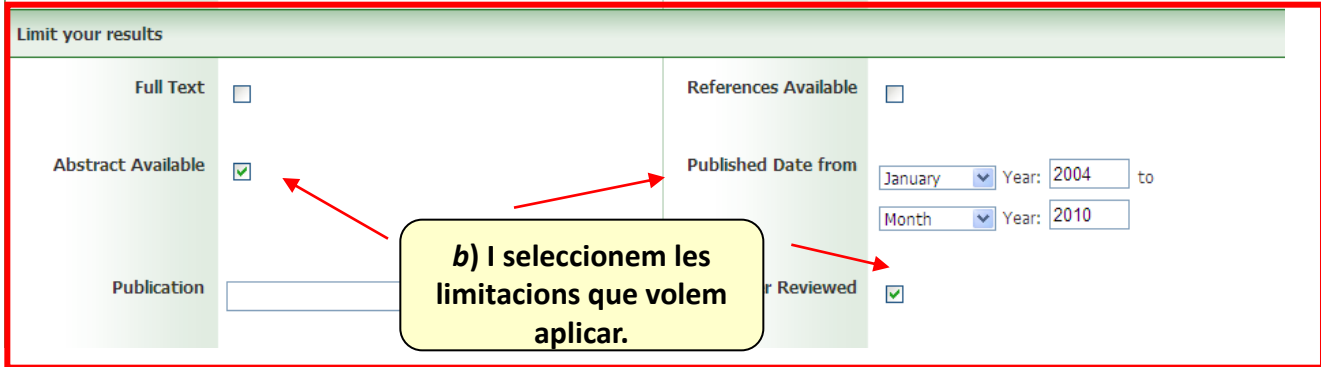 Limit your results
Full Text
References Available
Abstract Available
Published Date from
January Year: 2004 to
Month Year: 2010
b) I seleccionem les
limitacions que volem
aplicar.
Publication
r Reviewed